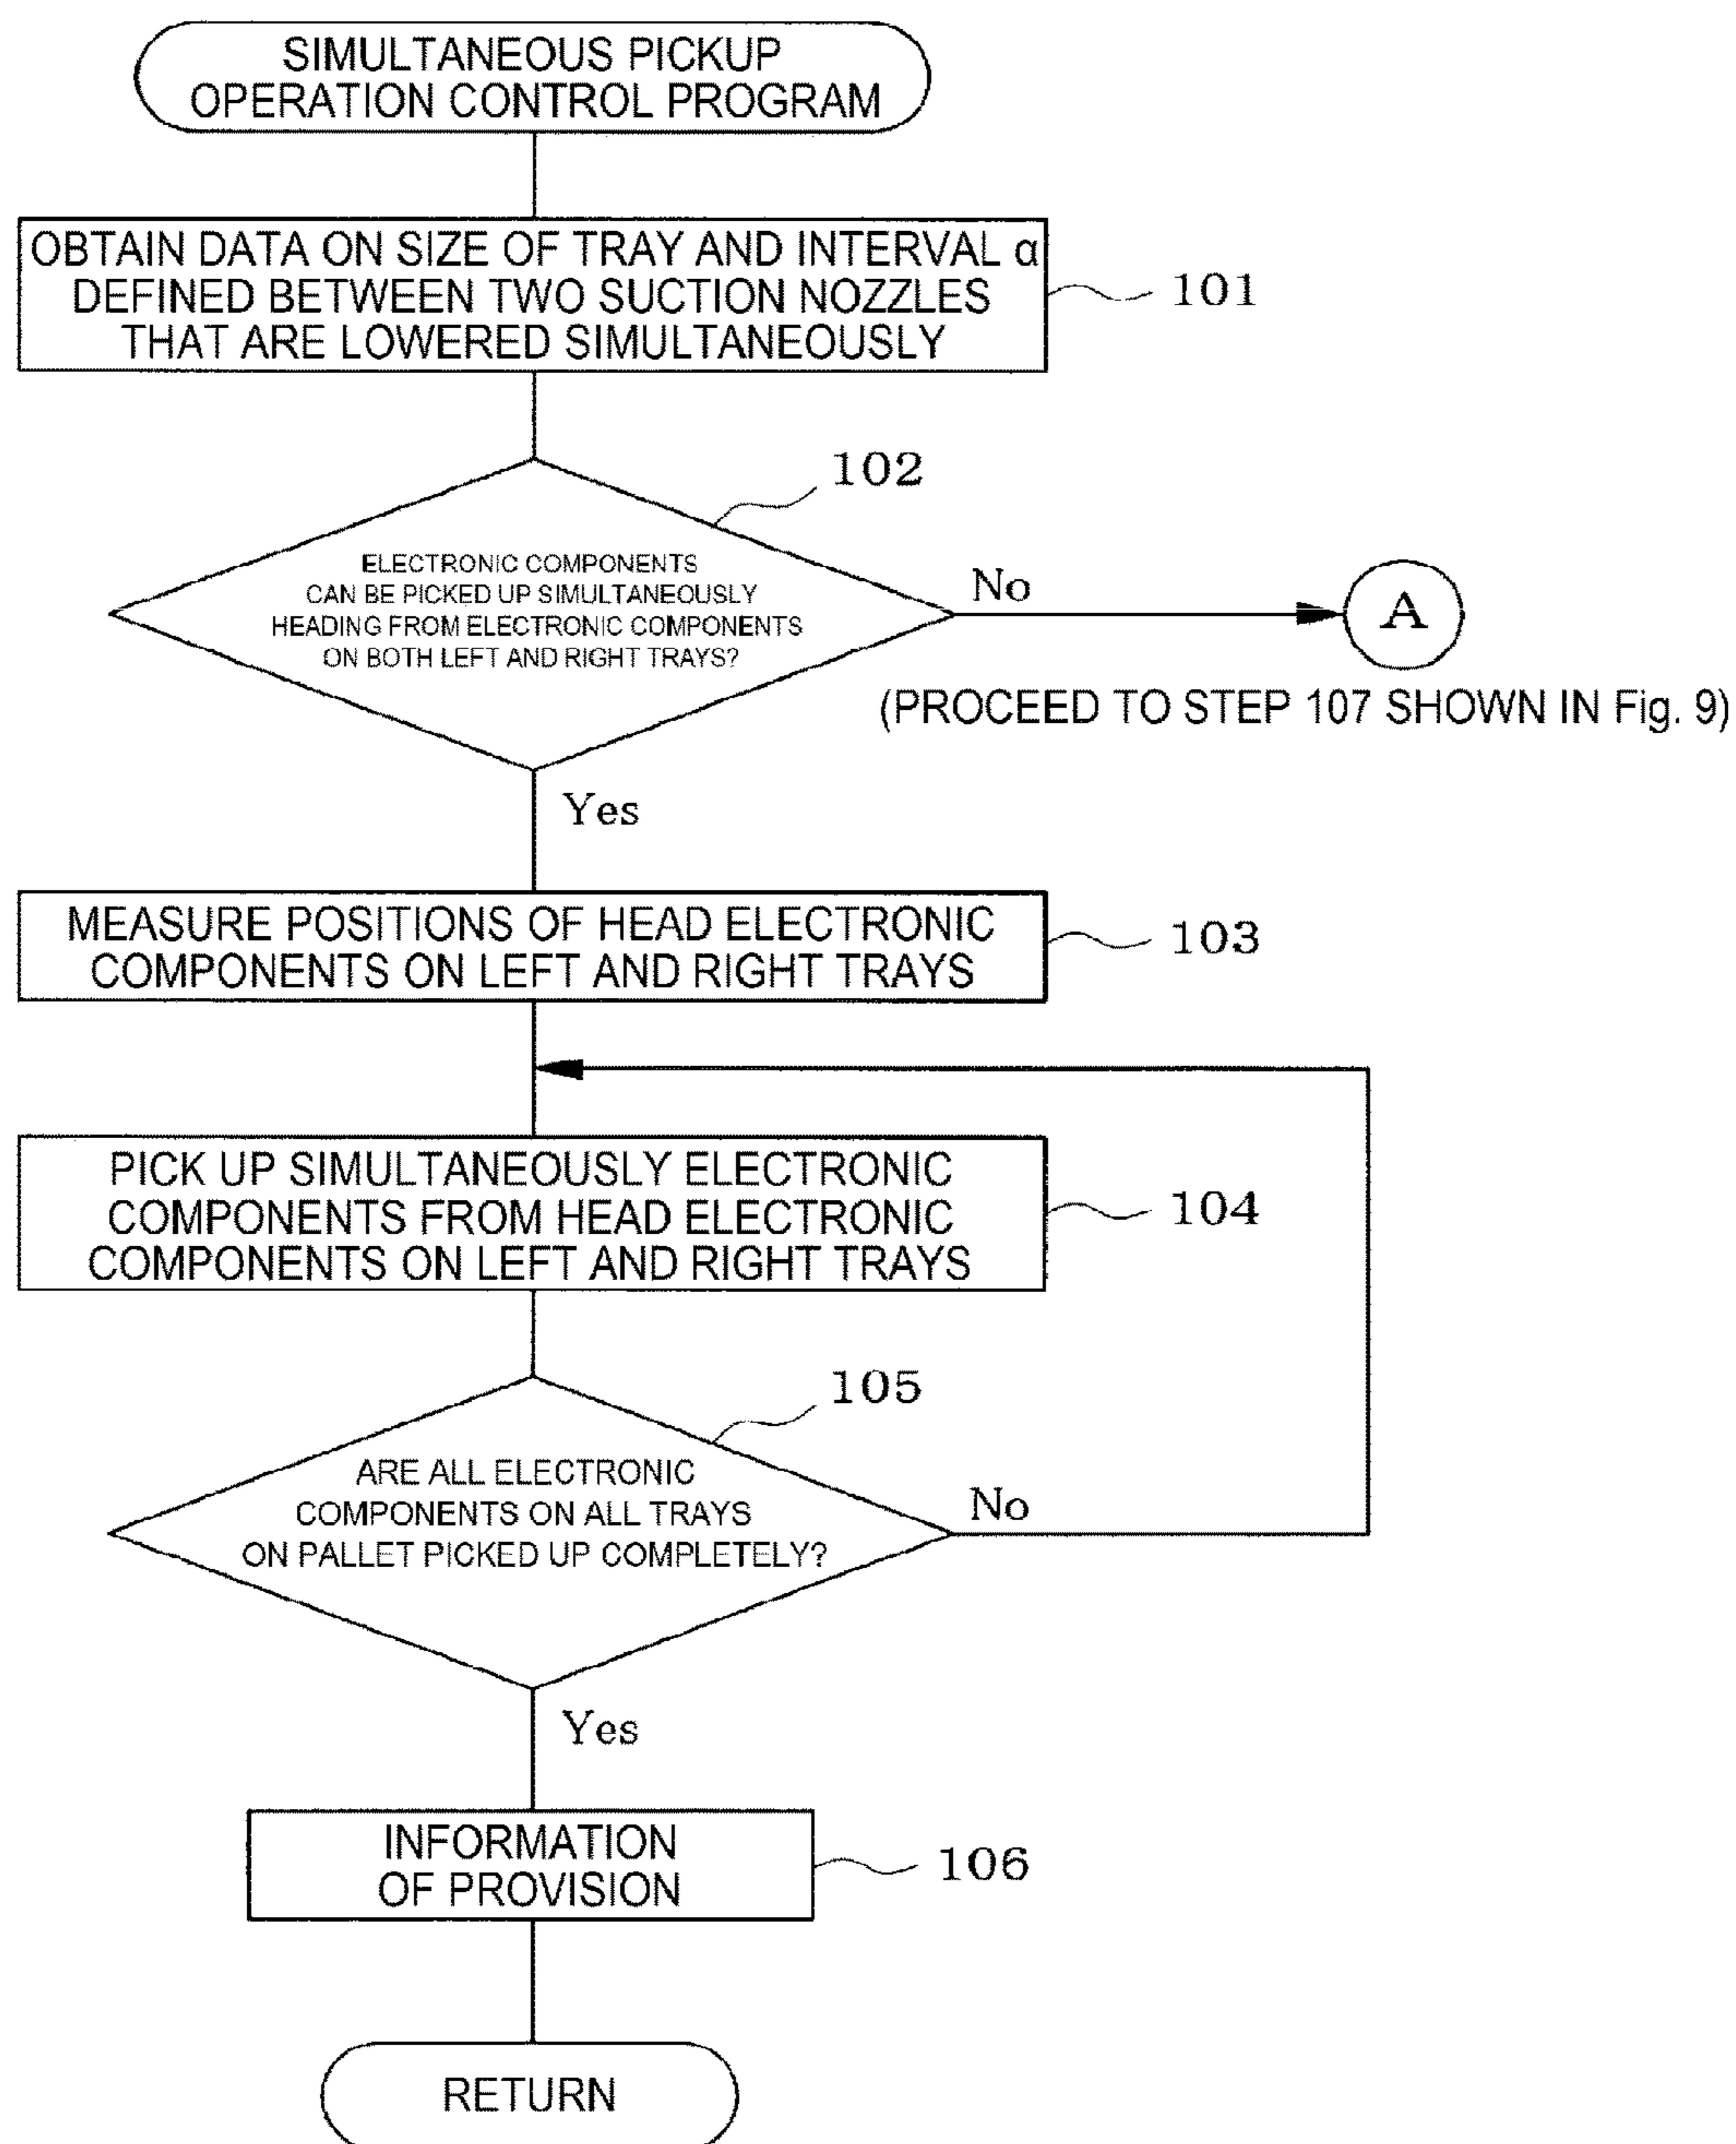 SIMULTANEOUS PICKUP
OPERATION CONTROL PROGRAM
OBTAIN DATA ON SIZE OF TRAY AND INTERVAL α
DEFINED BETWEEN TWO SUCTION NOZZLES
THAT ARE LOWERED SIMULTANEOUSLY
101
102
ELECTRONIC COMPONENTS
CAN BE PICKED UP SIMULTANEOUSLY
HEADING FROM ELECTRONIC COMPONENTS
ON BOTH LEFT AND RIGHT TRAYS?
No
A
(PROCEED TO STEP 107 SHOWN IN Fig. 9)
Yes
MEASURE POSITIONS OF HEAD ELECTRONIC
COMPONENTS ON LEFT AND RIGHT TRAYS
103
PICK UP SIMULTANEOUSLY ELECTRONIC
COMPONENTS FROM HEAD ELECTRONIC
COMPONENTS ON LEFT AND RIGHT TRAYS
104
105
ARE ALL ELECTRONIC
COMPONENTS ON ALL TRAYS
ON PALLET PICKED UP COMPLETELY?
No
Yes
INFORMATION
OF PROVISION
106
RETURN